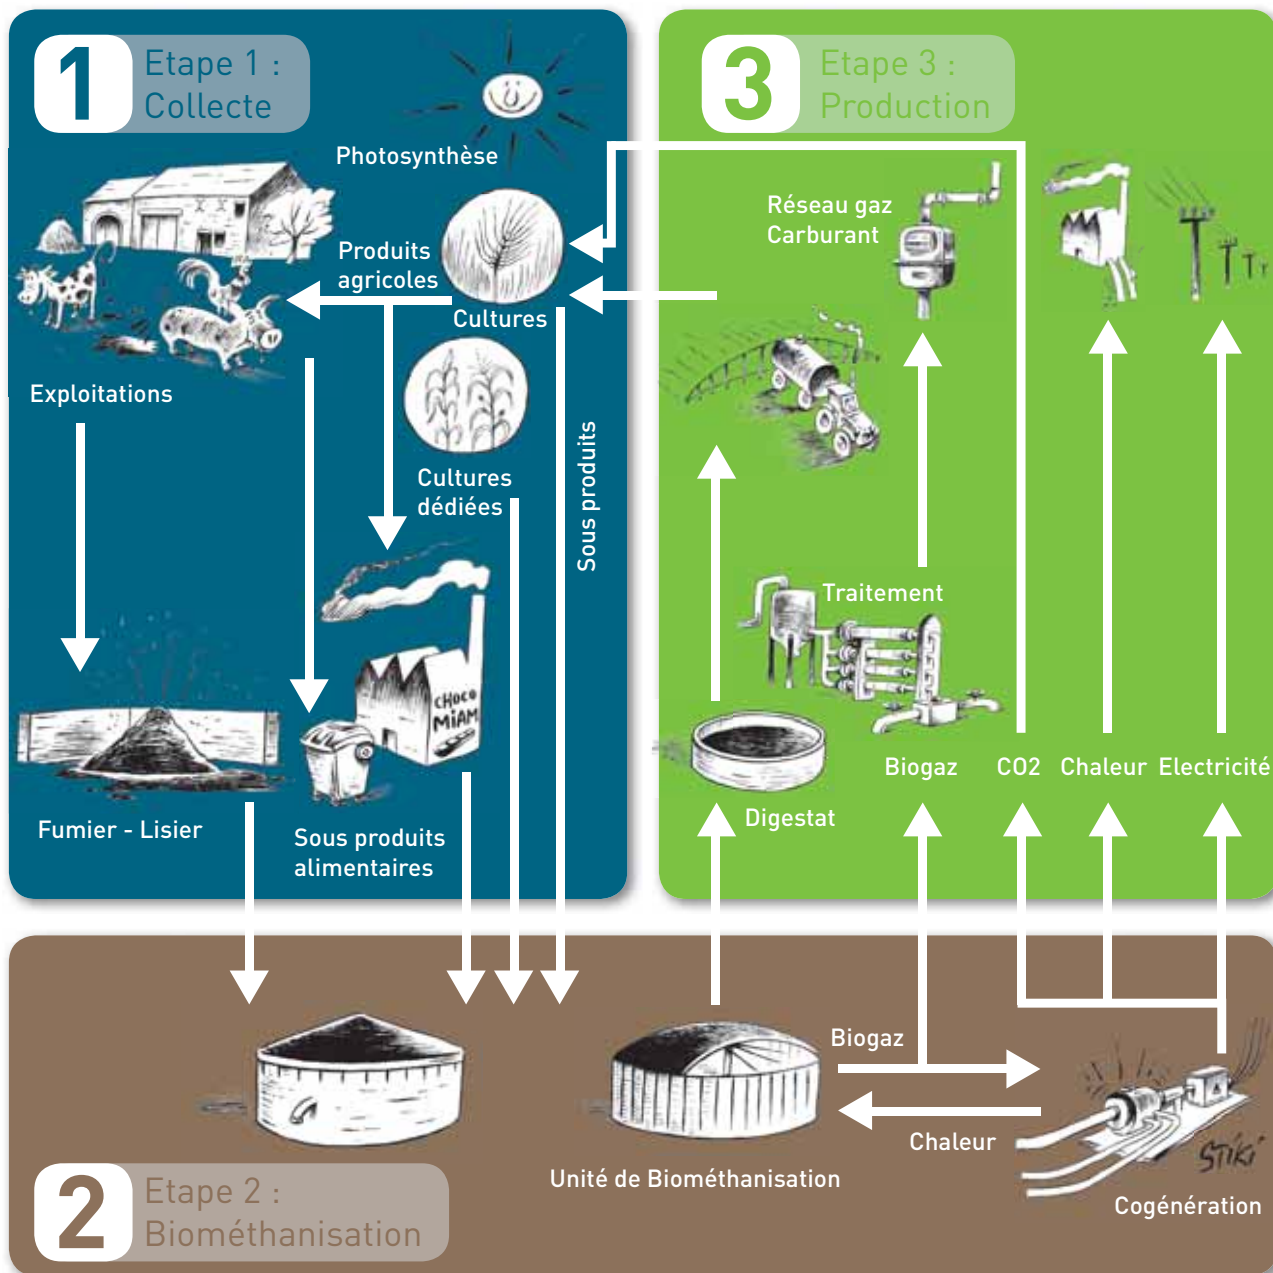 1
Etape 1 :
Collecte
Photosynthèse
Produits
agricoles
Cultures
Exploitations
Cultures
dédiées
Sous produits
CHOCO
MIAM
Fumier - Lisier
Sous produits
alimentaires
3
Etape 3 :
Production
Réseau gaz
Carburant
Traitement
Biogaz
CO2
Chaleur
Electricité
Digestat
Biogaz
Chaleur
Unité de Biométhanisation
STiKi
Cogénération
2
Etape 2 :
Biométhanisation